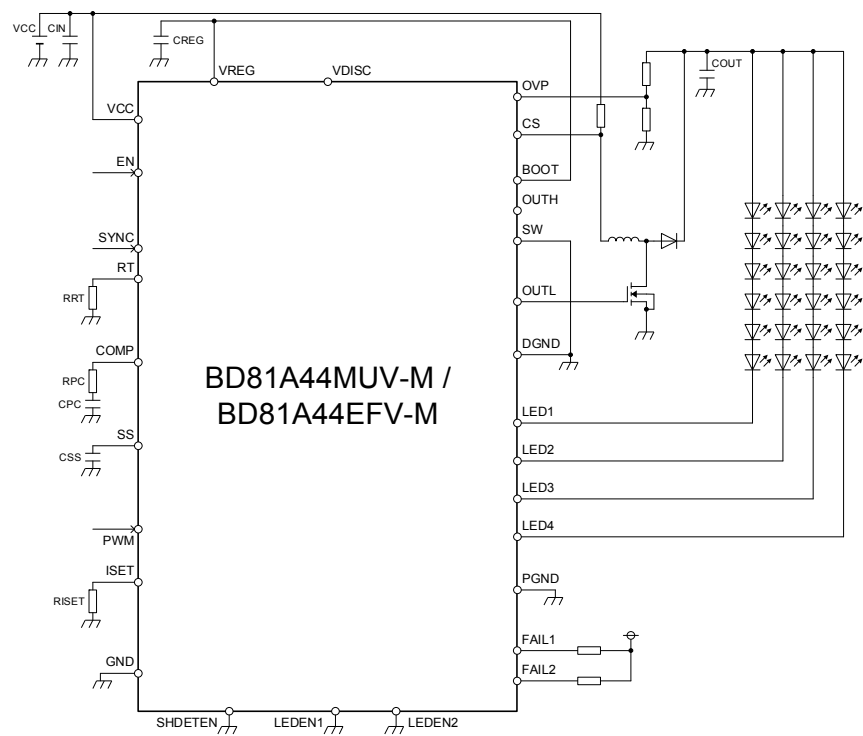 VCC CIN
CREG
VREG VDISC
COUT
OVP
VCC
CS
EN
BOOT
OUTH
SYNC
SW
RT
RRT
OUTL
COMP
DGND
RPC
CPC
BD81A44MUV-M /
BD81A44EFV-M
LED1
SS
CSS
LED2
LED3
LED4
PWM
ISET
PGND
RISET
FAIL1
GND
FAIL2
SHDETEN LEDEN1 LEDEN2